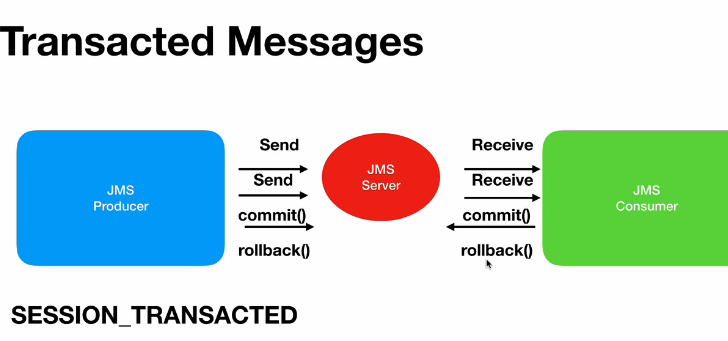 Transacted Messages
JMS
Producer
Send
Send
commit()
rollback()
JMS
Server
Receive
Receive
commit()
rollback()
JMS
Consumer
SESSION_TRANSACTED